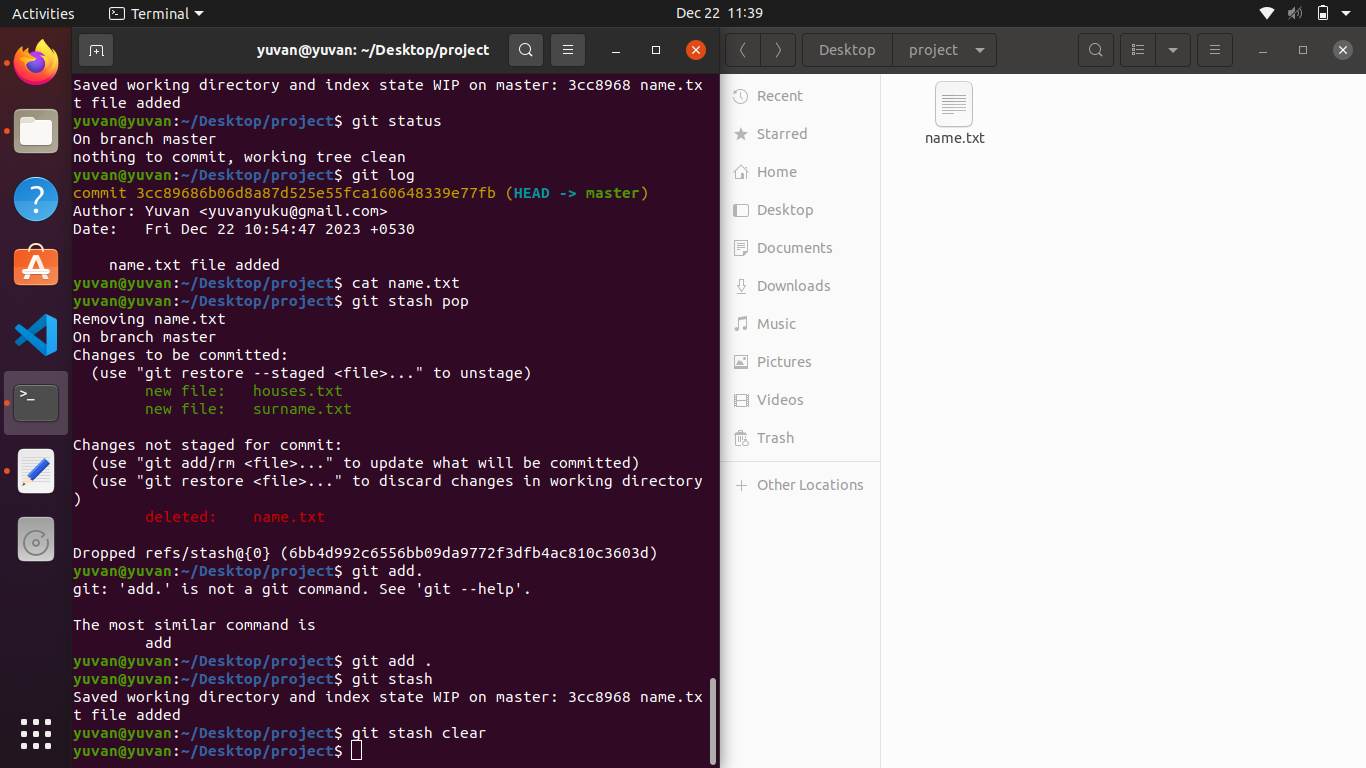 Activities
Terminal
Dec 22 11:39
yuvan@yuvan: ~/Desktop/project
Saved working directory and index state WIP on master: 3cc8968 name.tx
t file added
yuvan@yuvan:~/Desktop/project$ git status
On branch master
nothing to commit, working tree clean
yuvan@yuvan:~/Desktop/project$ git log
commit 3cc89686b06d8a87d525e55fca160648339e77fb (HEAD -> master)
Author: Yuvan <yuvanyuku@gmail.com>
Date:   Fri Dec 22 10:54:47 2023 +0530
    name.txt file added
yuvan@yuvan:~/Desktop/project$ cat name.txt
yuvan@yuvan:~/Desktop/project$ git stash pop
Removing name.txt
On branch master
Changes to be committed:
  (use "git restore --staged <file>..." to unstage)
        new file:   houses.txt
        new file:   surname.txt
Changes not staged for commit:
  (use "git add/rm <file>..." to update what will be committed)
  (use "git restore <file>..." to discard changes in working directory
)
        deleted:    name.txt
Dropped refs/stash@{0} (6bb4d992c6556bb09da9772f3dfb4ac810c3603d)
yuvan@yuvan:~/Desktop/project$ git add.
git: 'add.' is not a git command. See 'git --help'.
The most similar command is
        add
yuvan@yuvan:~/Desktop/project$ git add .
yuvan@yuvan:~/Desktop/project$ git stash
Saved working directory and index state WIP on master: 3cc8968 name.tx
t file added
yuvan@yuvan:~/Desktop/project$ git stash clear
yuvan@yuvan:~/Desktop/project$
Desktop
project
Recent
Starred
Home
Desktop
Documents
Downloads
Music
Pictures
Videos
Trash
Other Locations
name.txt